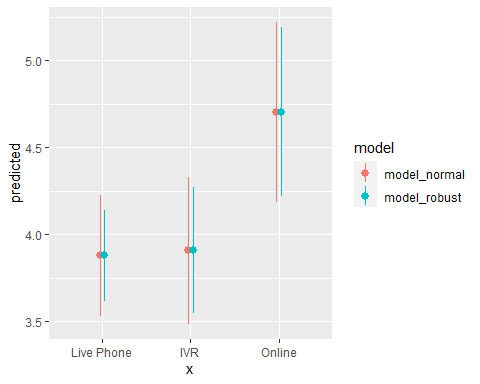 5.0
4.5
4.0
3.5
predicted
Live Phone IVR Online
x
model
model_normal
model_robust